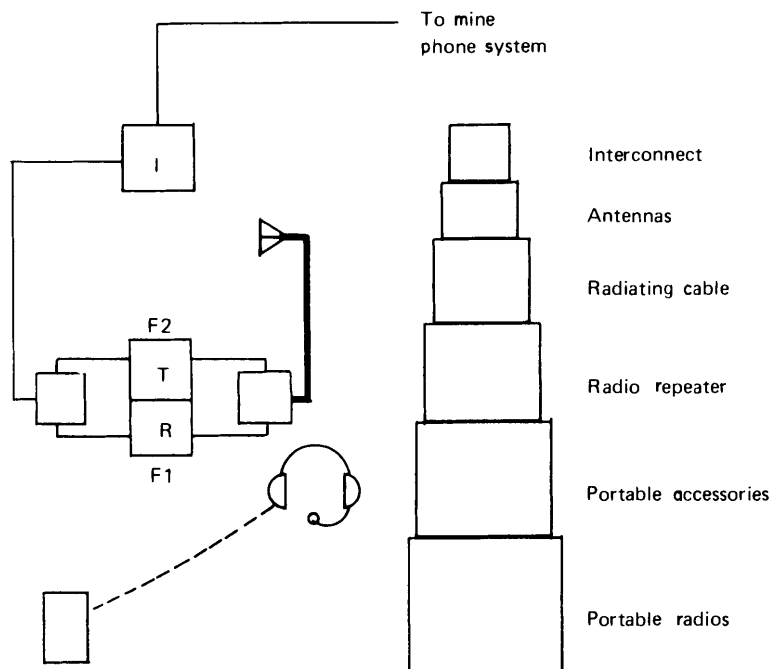 To mine
phone system
I
Interconnect
Antennas
Radiating cable
F2
T
R
F1
Radio repeater
Portable accessories
Portable radios